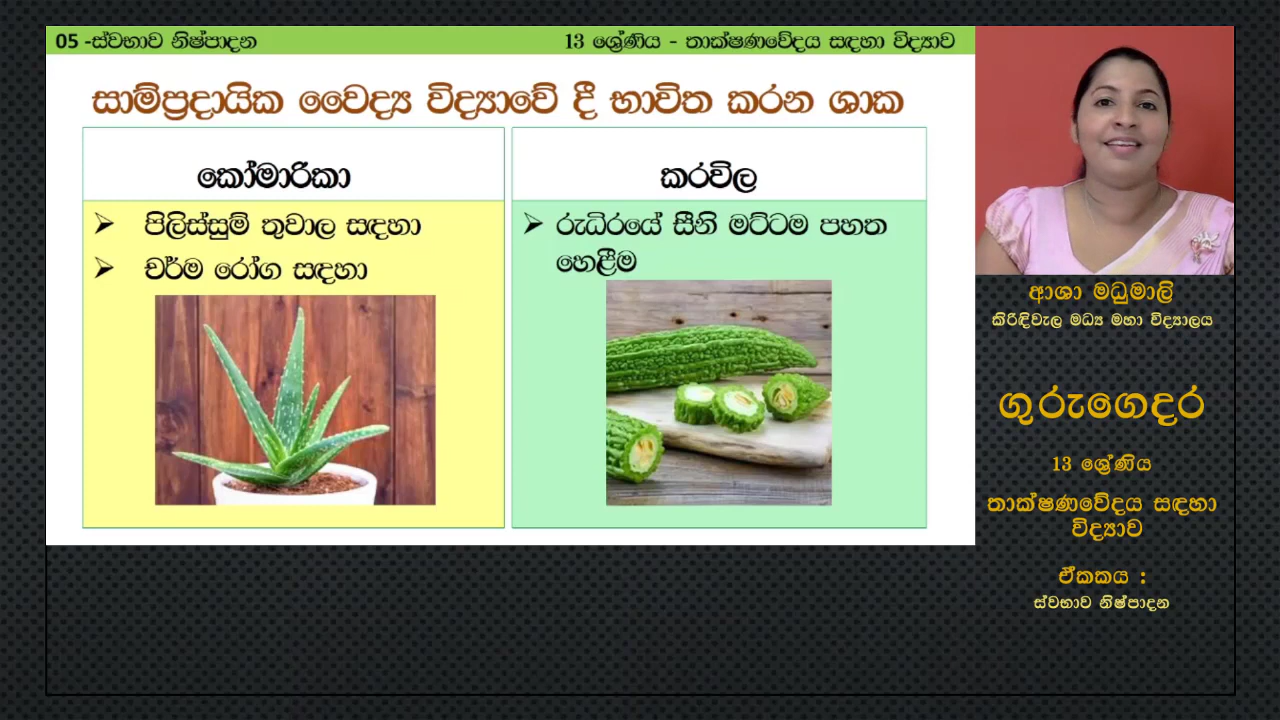 05 -ස්වභාව නිෂ්පාදන
13 ශ්‍රේණිය - තාක්ෂණවේදය සඳහා විද්‍යාව
සාම්ප්‍රදායික වෛද්‍ය විද්‍යාවේ දී භාවිත කරන ශාක
කෝමාරිකා
පිලිස්සුම් තුවාල සඳහා
චර්ම රෝග සඳහා
කරවිල
රුධිරයේ සීනි මට්ටම පහත
හෙළීම
ආශා මධුමාලි
කිරිඳිවැල මධ්‍ය මහා විද්‍යාලය
ගුරුගෙදර
13 ශ්‍රේණිය
තාක්ෂණවේදය සඳහා
විද්‍යාව
ඒකකය :
ස්වභාව නිෂ්පාදන